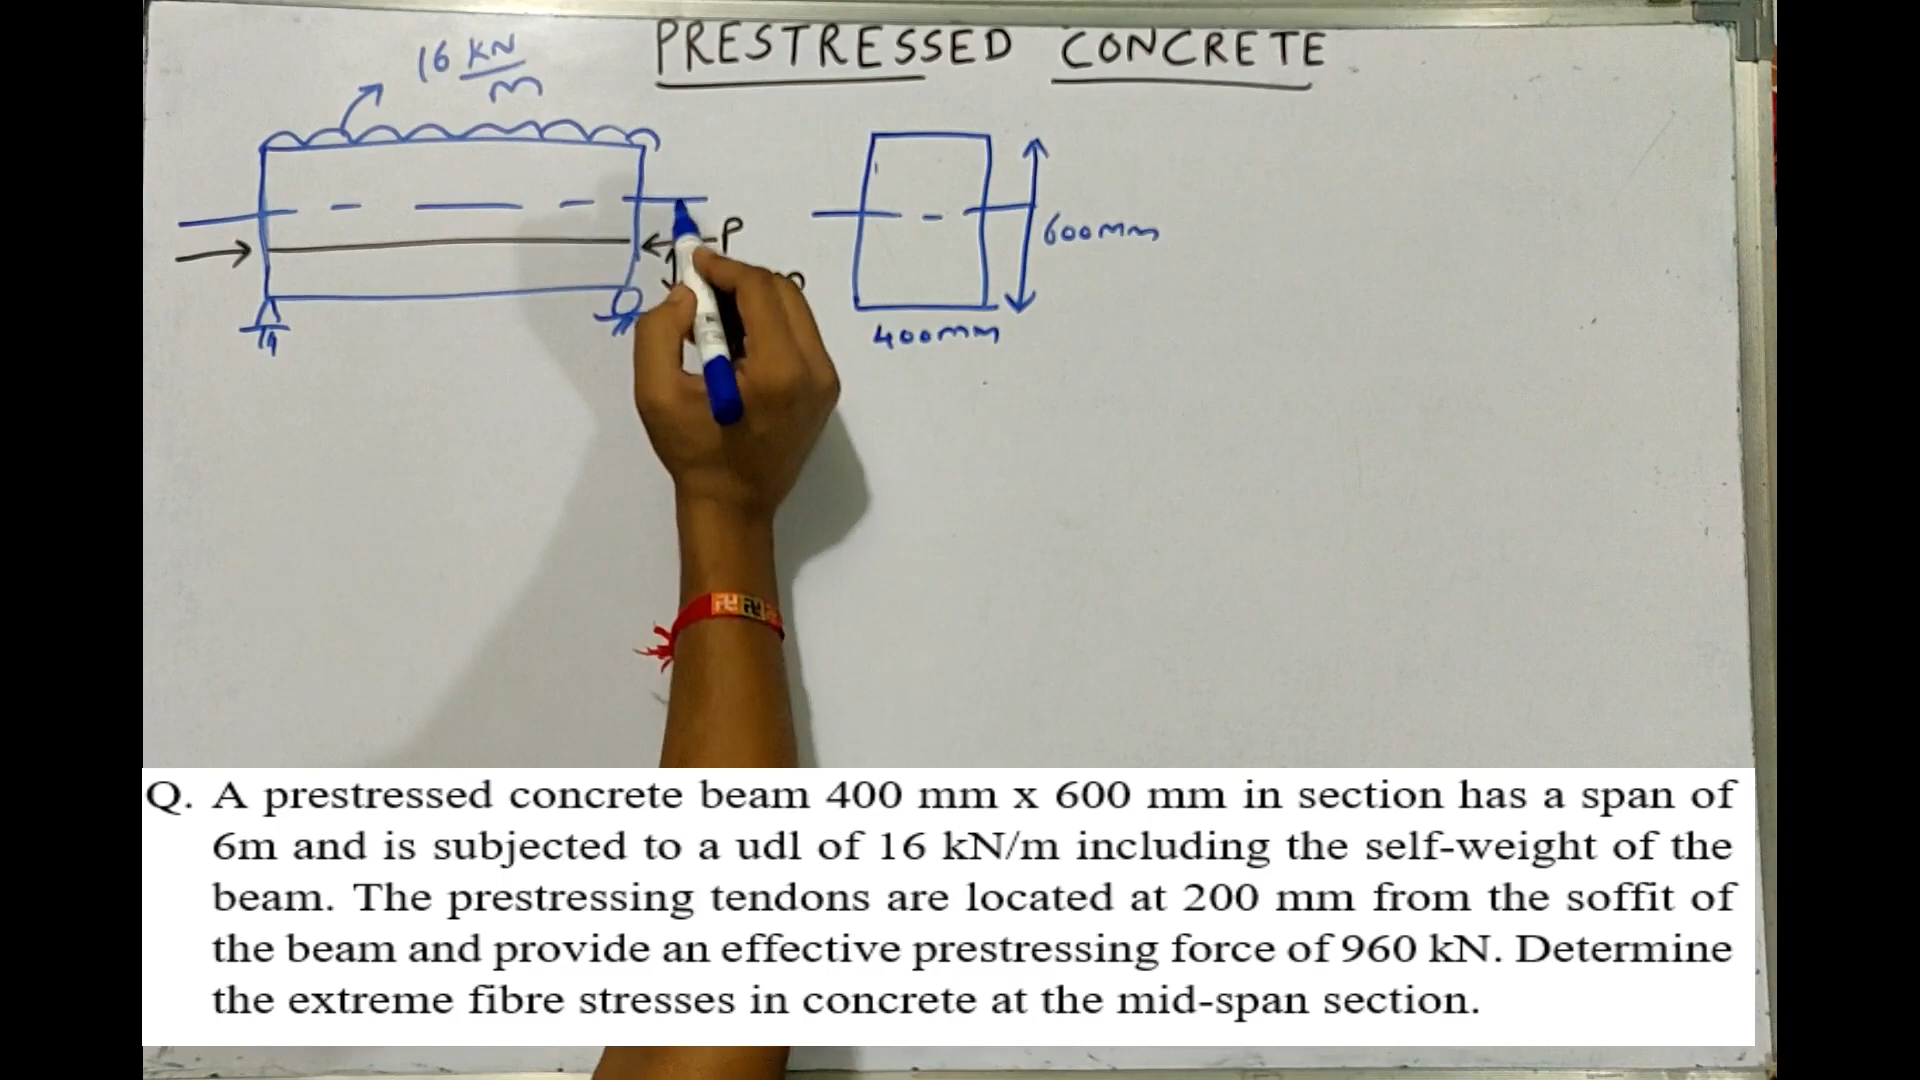 PRESTRESSED CONCRETE
16 kN
m
P
600mm
400mm
Q. A prestressed concrete beam 400 mm x 600 mm in section has a span of
6m and is subjected to a udl of 16 kN/m including the self-weight of the
beam. The prestressing tendons are located at 200 mm from the soffit of
the beam and provide an effective prestressing force of 960 kN. Determine
the extreme fibre stresses in concrete at the mid-span section.